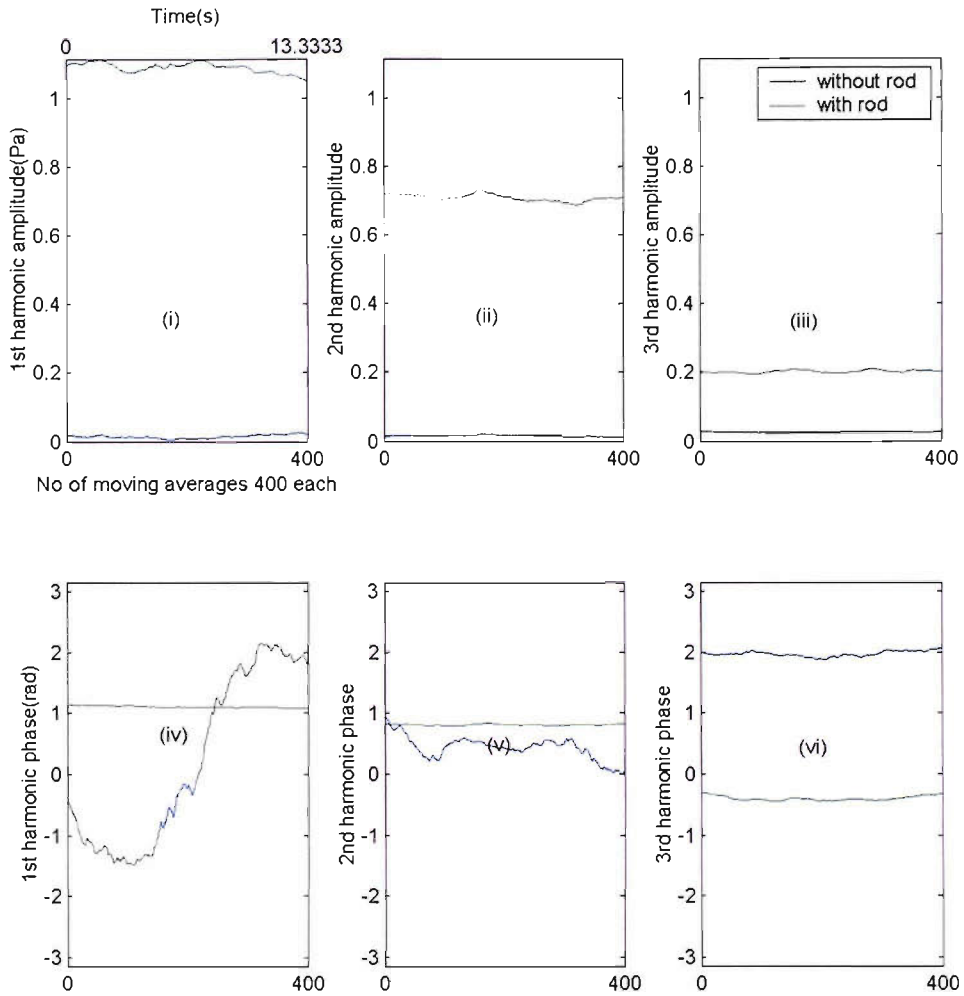 Time(s)
0 13.3333
1st harmonic amplitude(Pa)
1
0.8
0.6
0.4
0.2
0
(i)
0 400
No of moving averages 400 each
2nd harmonic amplitude
1
0.8
0.6
0.4
0.2
0
(ii)
0 400
3rd harmonic amplitude
1
0.8
0.6
0.4
0.2
0
without rod
with rod
(iii)
0 400
1st harmonic phase(rad)
3
2
1
0
-1
-2
-3
(iv)
0 400
2nd harmonic phase
3
2
1
0
-1
-2
-3
(v)
0 400
3rd harmonic phase
3
2
1
0
-1
-2
-3
(vi)
0 400